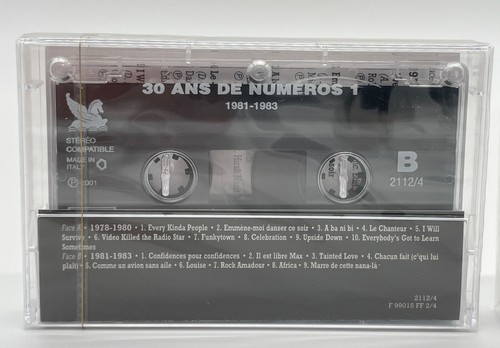 30 ANS DE NUMEROS 1
1981-1983
STÉRÉO
COMPATIBLE
MADE IN
ITALY
℗ 2001
B
2112/4
Face A • 1978-1980 • 1. Every Kinda People • 2. Emmène-moi danser ce soir • 3. A ba ni bi • 4. Le Chanteur • 5. I Will
Survive • 6. Video Killed the Radio Star • 7. Funkytown • 8. Celebration • 9. Upside Down • 10. Everybody's Got to Learn
Sometimes
Face B • 1981-1983 • 1. Confidences pour confidences • 2. Il est libre Max • 3. Tainted Love • 4. Chacun fait (c'qui lui
plaît) • 5. Comme un avion sans aile • 6. Louise • 7. Rock Amadour • 8. Africa • 9. Marre de cette nana-là
2112/4
F 99015 FF 2/4